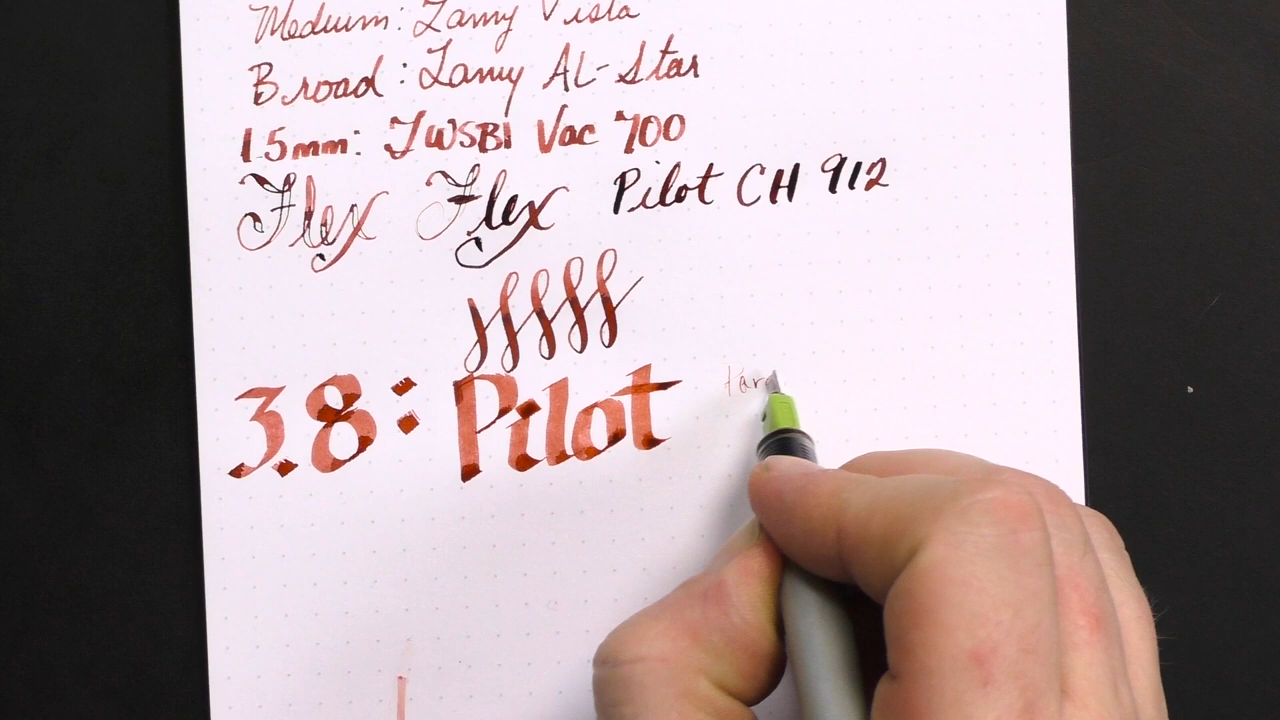 Medium: Lamy Vista
Broad: Lamy AL-Star
1.5mm: TWSBI Vac 700
Flex Flex Pilot CH 912
3.8: Pilot